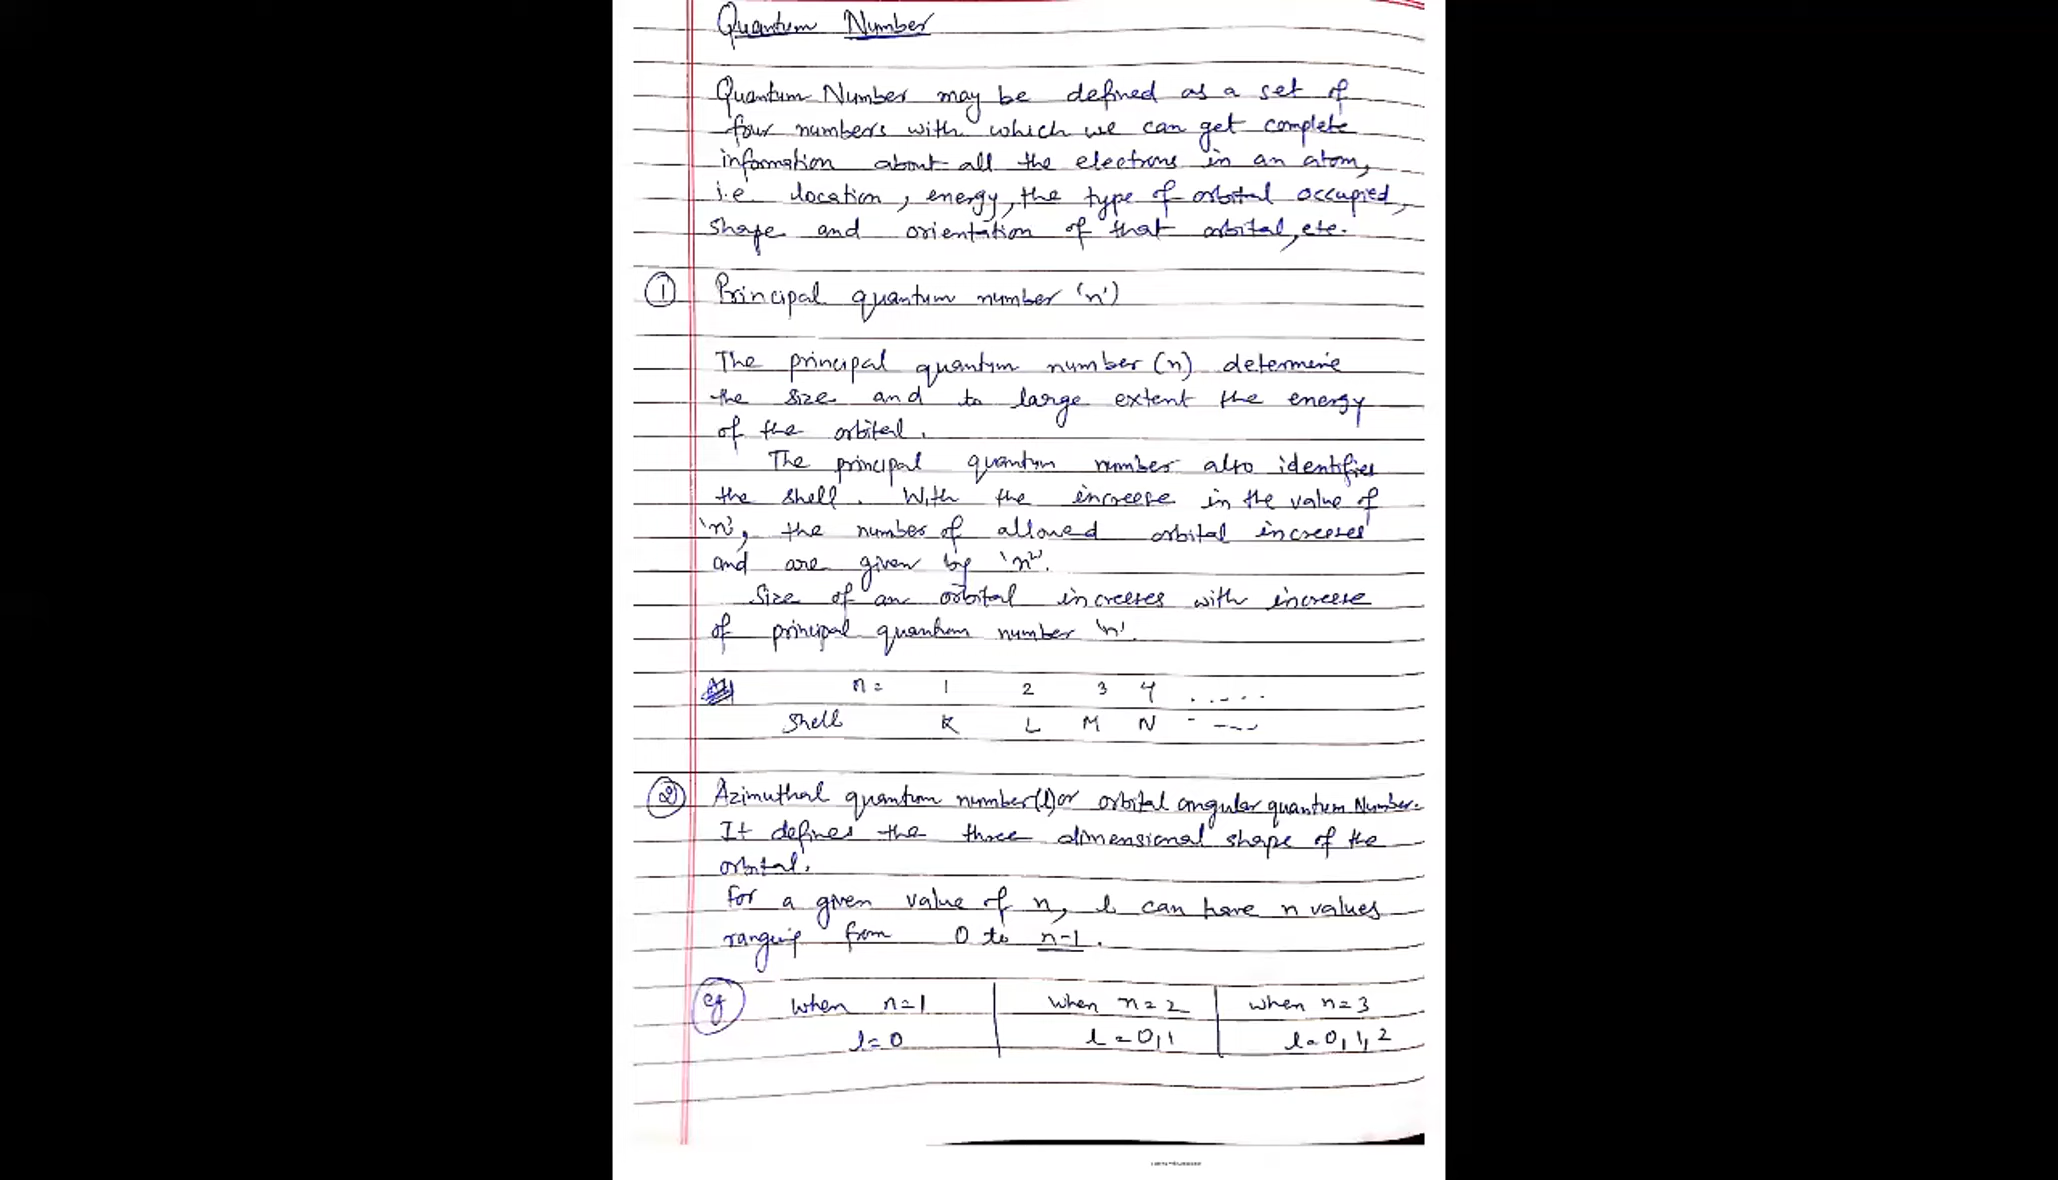 Quantum Number
Quantum Number may be defined as a set of
four numbers with which we can get complete
information about all the electrons in an atom,
i.e. location, energy, the type of orbital occupied,
shape and orientation of that orbital, etc.
① Principal quantum number 'n')
The principal quantum number (n) determine
the size and to large extent the energy
of the orbital.
The principal quantum number also identifies
the shell. With the increase in the value of
'n', the number of allowed orbital increases
and are given by 'n²'.
Size of an orbital increases with increase
of principal quantum number 'n'.
n = 1 2 3 4 .....
Shell K L M N - ---
② Azimuthal quantum number(l) or orbital angular quantum Number.
It defines the three dimensional shape of the
orbital.
for a given value of n, l can have n values
ranging from 0 to n-1.
eg when n=1 when n=2 when n=3
l=0 l=0,1 l=0,1,2